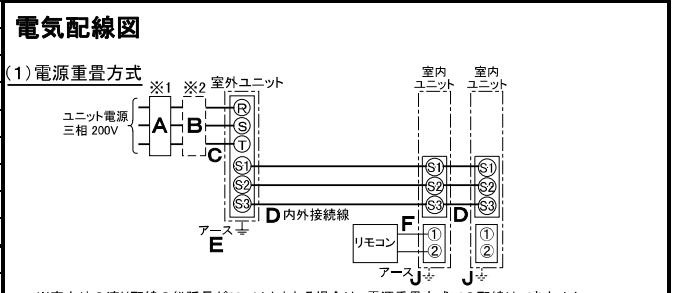 電気配線図
(1)電源重畳方式
※1 ※2 室外ユニット
室内
ユニット
室内
ユニット
ユニット電源
三相 200V
A
B
C
R
S
T
S1
S2
S3
S1
S2
S3
S1
S2
S3
D 内外接続線
D
アース
E
F
リモコン
①
②
①
②
アース J
J